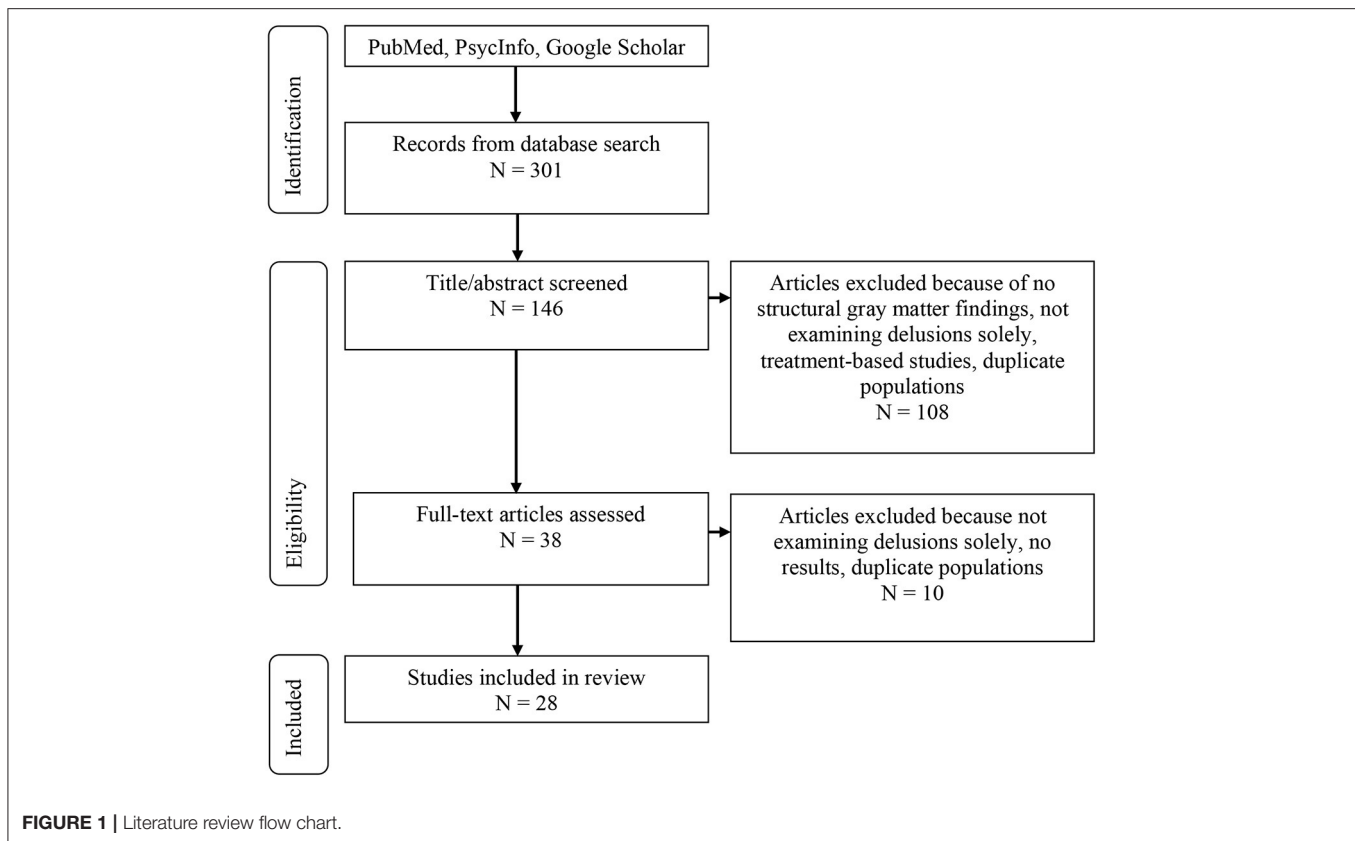 Identification
PubMed, PsycInfo, Google Scholar
Records from database search
N = 301
Eligibility
Title/abstract screened
N = 146
Articles excluded because of no
structural gray matter findings, not
examining delusions solely,
treatment-based studies, duplicate
populations
N = 108
Full-text articles assessed
N = 38
Articles excluded because not
examining delusions solely, no
results, duplicate populations
N = 10
Included
Studies included in review
N = 28
FIGURE 1 | Literature review flow chart.